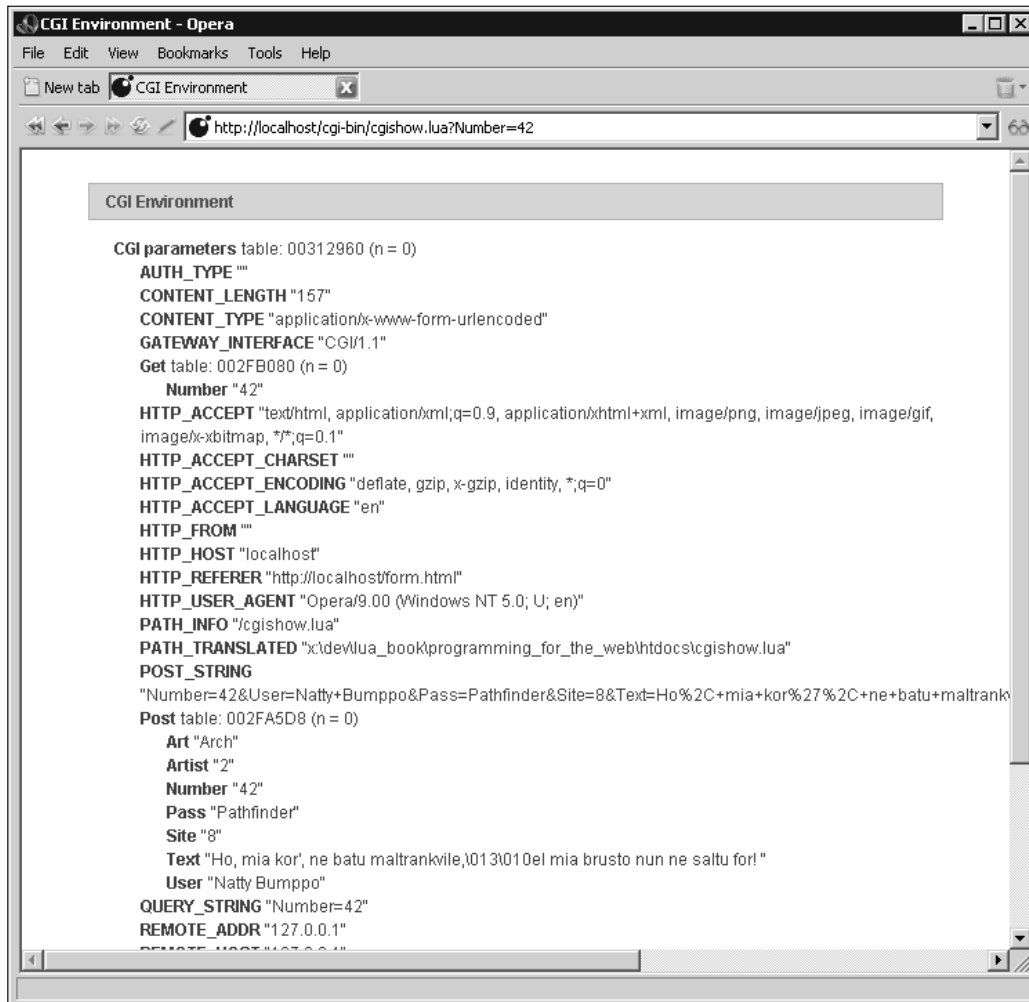 CGI Environment - Opera
File Edit View Bookmarks Tools Help
New tab CGI Environment
http://localhost/cgi-bin/cgishow.lua?Number=42
CGI Environment
CGI parameters table: 00312960 (n = 0)
AUTH_TYPE ""
CONTENT_LENGTH "157"
CONTENT_TYPE "application/x-www-form-urlencoded"
GATEWAY_INTERFACE "CGI/1.1"
Get table: 002FB080 (n = 0)
Number "42"
HTTP_ACCEPT "text/html, application/xml;q=0.9, application/xhtml+xml, image/png, image/jpeg, image/gif,
image/x-xbitmap, */*;q=0.1"
HTTP_ACCEPT_CHARSET ""
HTTP_ACCEPT_ENCODING "deflate, gzip, x-gzip, identity, *;q=0"
HTTP_ACCEPT_LANGUAGE "en"
HTTP_FROM ""
HTTP_HOST "localhost"
HTTP_REFERER "http://localhost/form.html"
HTTP_USER_AGENT "Opera/9.00 (Windows NT 5.0; U; en)"
PATH_INFO "/cgishow.lua"
PATH_TRANSLATED "x:\dev\lua_book\programming_for_the_web\htdocs\cgishow.lua"
POST_STRING
"Number=42&User=Natty+Bumppo&Pass=Pathfinder&Site=8&Text=Ho%2C+mia+kor%27%2C+ne+batu+maltrankv
Post table: 002FA5D8 (n = 0)
Art "Arch"
Artist "2"
Number "42"
Pass "Pathfinder"
Site "8"
Text "Ho, mia kor', ne batu maltrankvile,\013\010el mia brusto nun ne saltu for! "
User "Natty Bumppo"
QUERY_STRING "Number=42"
REMOTE_ADDR "127.0.0.1"
REMOTE_HOST "127.0.0.1"